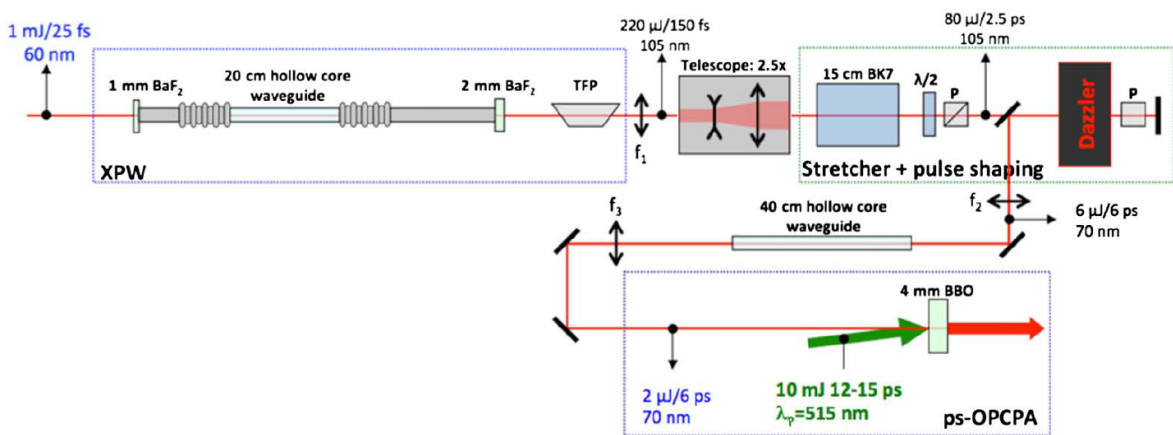 1 mJ/25 fs
60 nm
1 mm BaF2
20 cm hollow core
waveguide
2 mm BaF2
TFP
XPW
f1
220 μJ/150 fs
105 nm
Telescope: 2.5x
15 cm BK7
λ/2
P
80 μJ/2.5 ps
105 nm
Dazzler
P
Stretcher + pulse shaping
f2
6 μJ/6 ps
70 nm
f3
40 cm hollow core
waveguide
4 mm BBO
2 μJ/6 ps
70 nm
10 mJ 12-15 ps
λp=515 nm
ps-OPCPA